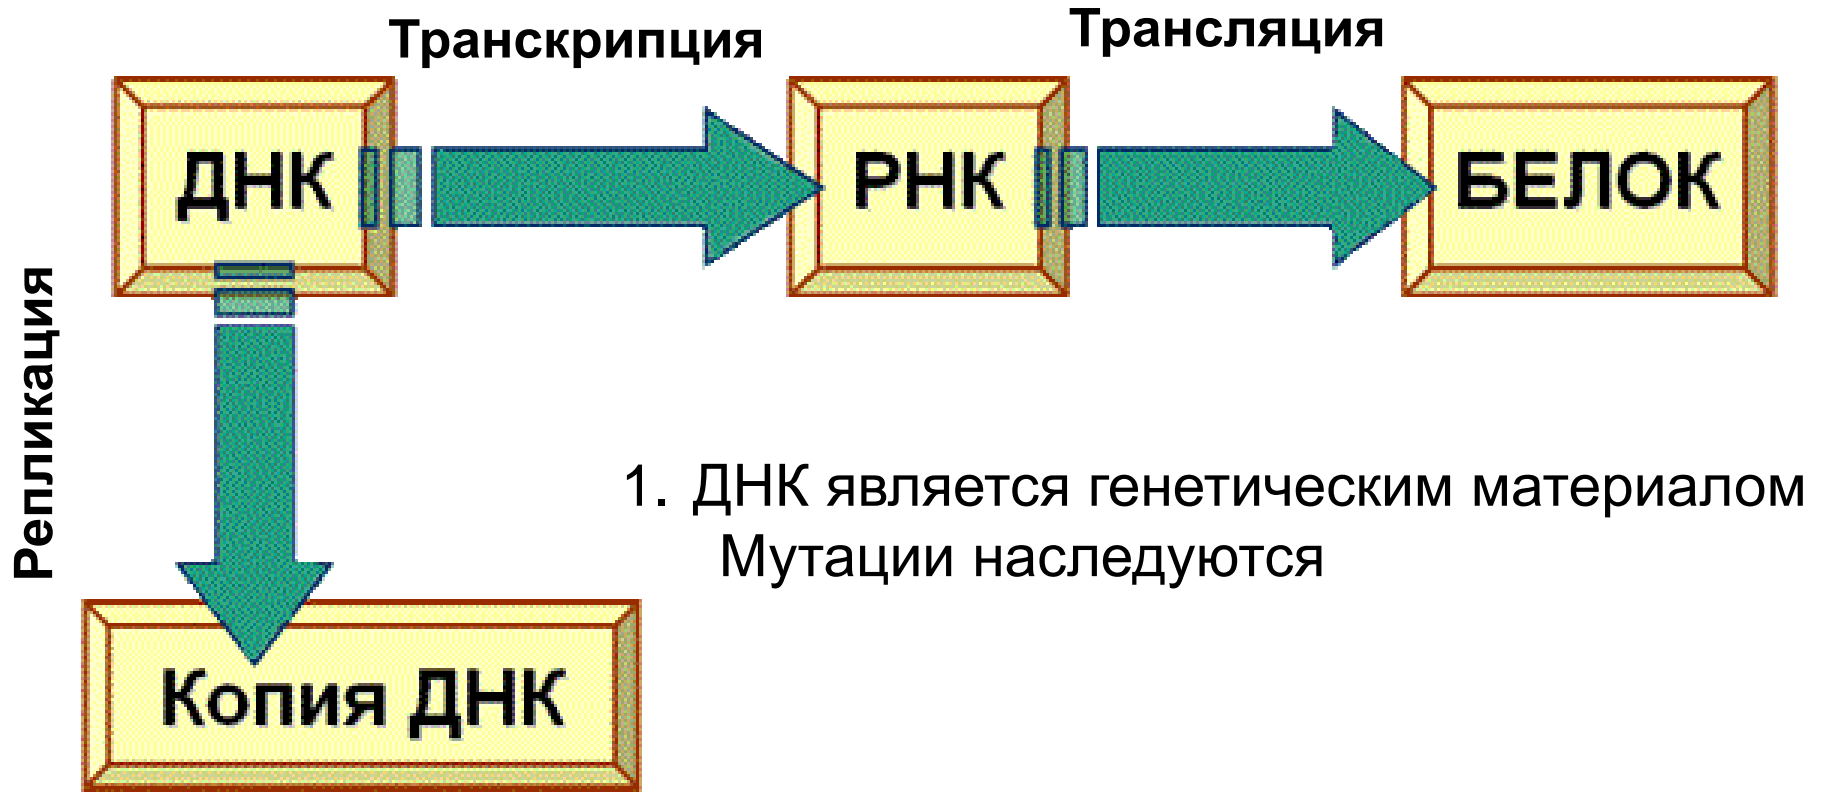 Транскрипция
Трансляция
ДНК
РНК
БЕЛОК
Репликация
1. ДНК является генетическим материалом
Мутации наследуются
Копия ДНК